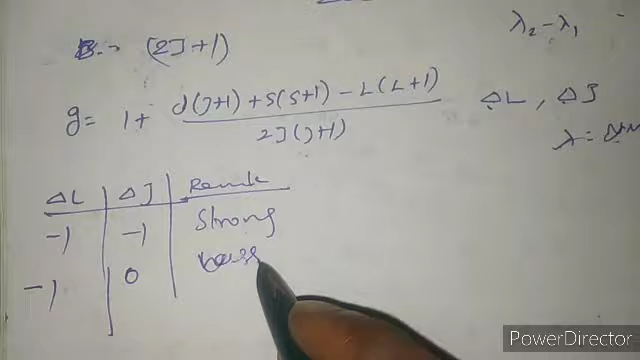 (2J+1)
λ₂-λ₁
g = 1 + J(J+1) + S(S+1) - L(L+1) / 2J(J+1) ΔL, ΔJ
λ =
ΔL ΔJ Remark
-1 -1 Strong
-1 0
PowerDirector